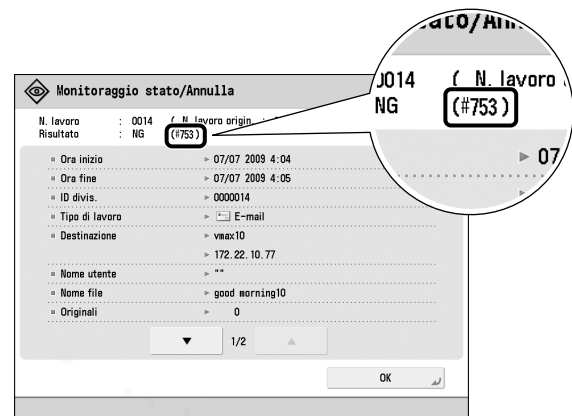 Monitoraggio stato/Annulla
N. lavoro : 0014 ( N. lavoro origin. :
Risultato : NG (#753)
Ora inizio ▸ 07/07 2009 4:04
Ora fine ▸ 07/07 2009 4:05
ID divis. ▸ 0000014
Tipo di lavoro ▸ E-mail
Destinazione ▸ vmax10
▸ 172.22.10.77
Nome utente ▸ ""
Nome file ▸ good morning10
Originali ▸ 0
▼ 1/2 ▲
OK
0014 ( N. lavoro
NG (#753)
▸ 07